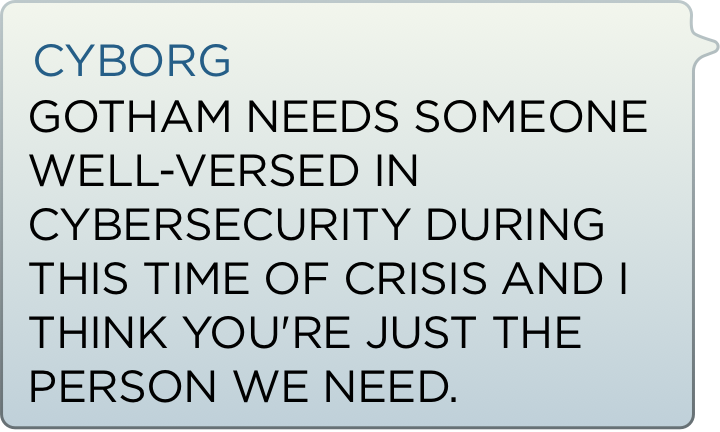 CYBORG
GOTHAM NEEDS SOMEONE
WELL-VERSED IN
CYBERSECURITY DURING
THIS TIME OF CRISIS AND I
THINK YOU'RE JUST THE
PERSON WE NEED.